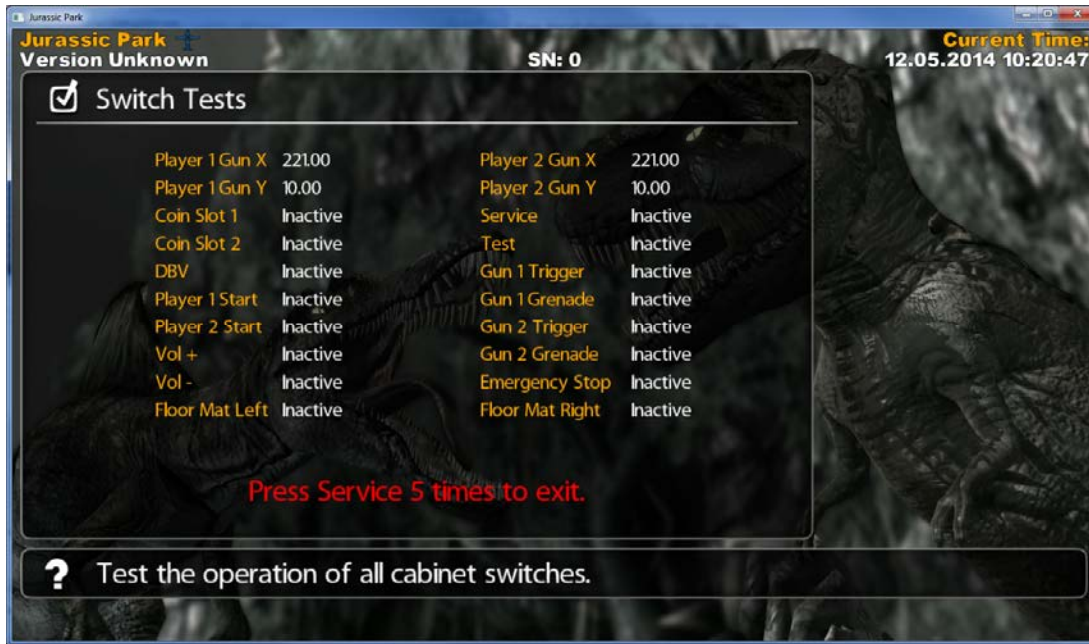 Jurassic Park
Jurassic Park
Version Unknown
SN: 0
Current Time:
12.05.2014 10:20:47
Switch Tests
Player 1 Gun X 221.00 Player 2 Gun X 221.00
Player 1 Gun Y 10.00 Player 2 Gun Y 10.00
Coin Slot 1 Inactive Service Inactive
Coin Slot 2 Inactive Test Inactive
DBV Inactive Gun 1 Trigger Inactive
Player 1 Start Inactive Gun 1 Grenade Inactive
Player 2 Start Inactive Gun 2 Trigger Inactive
Vol + Inactive Gun 2 Grenade Inactive
Vol - Inactive Emergency Stop Inactive
Floor Mat Left Inactive Floor Mat Right Inactive
Press Service 5 times to exit.
? Test the operation of all cabinet switches.